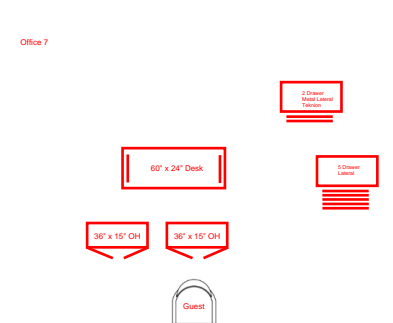 Office 7
2 Drawer
Metal Lateral
Teknion
60" x 24" Desk
5 Drawer
Lateral
36" x 15" OH
36" x 15" OH
Guest